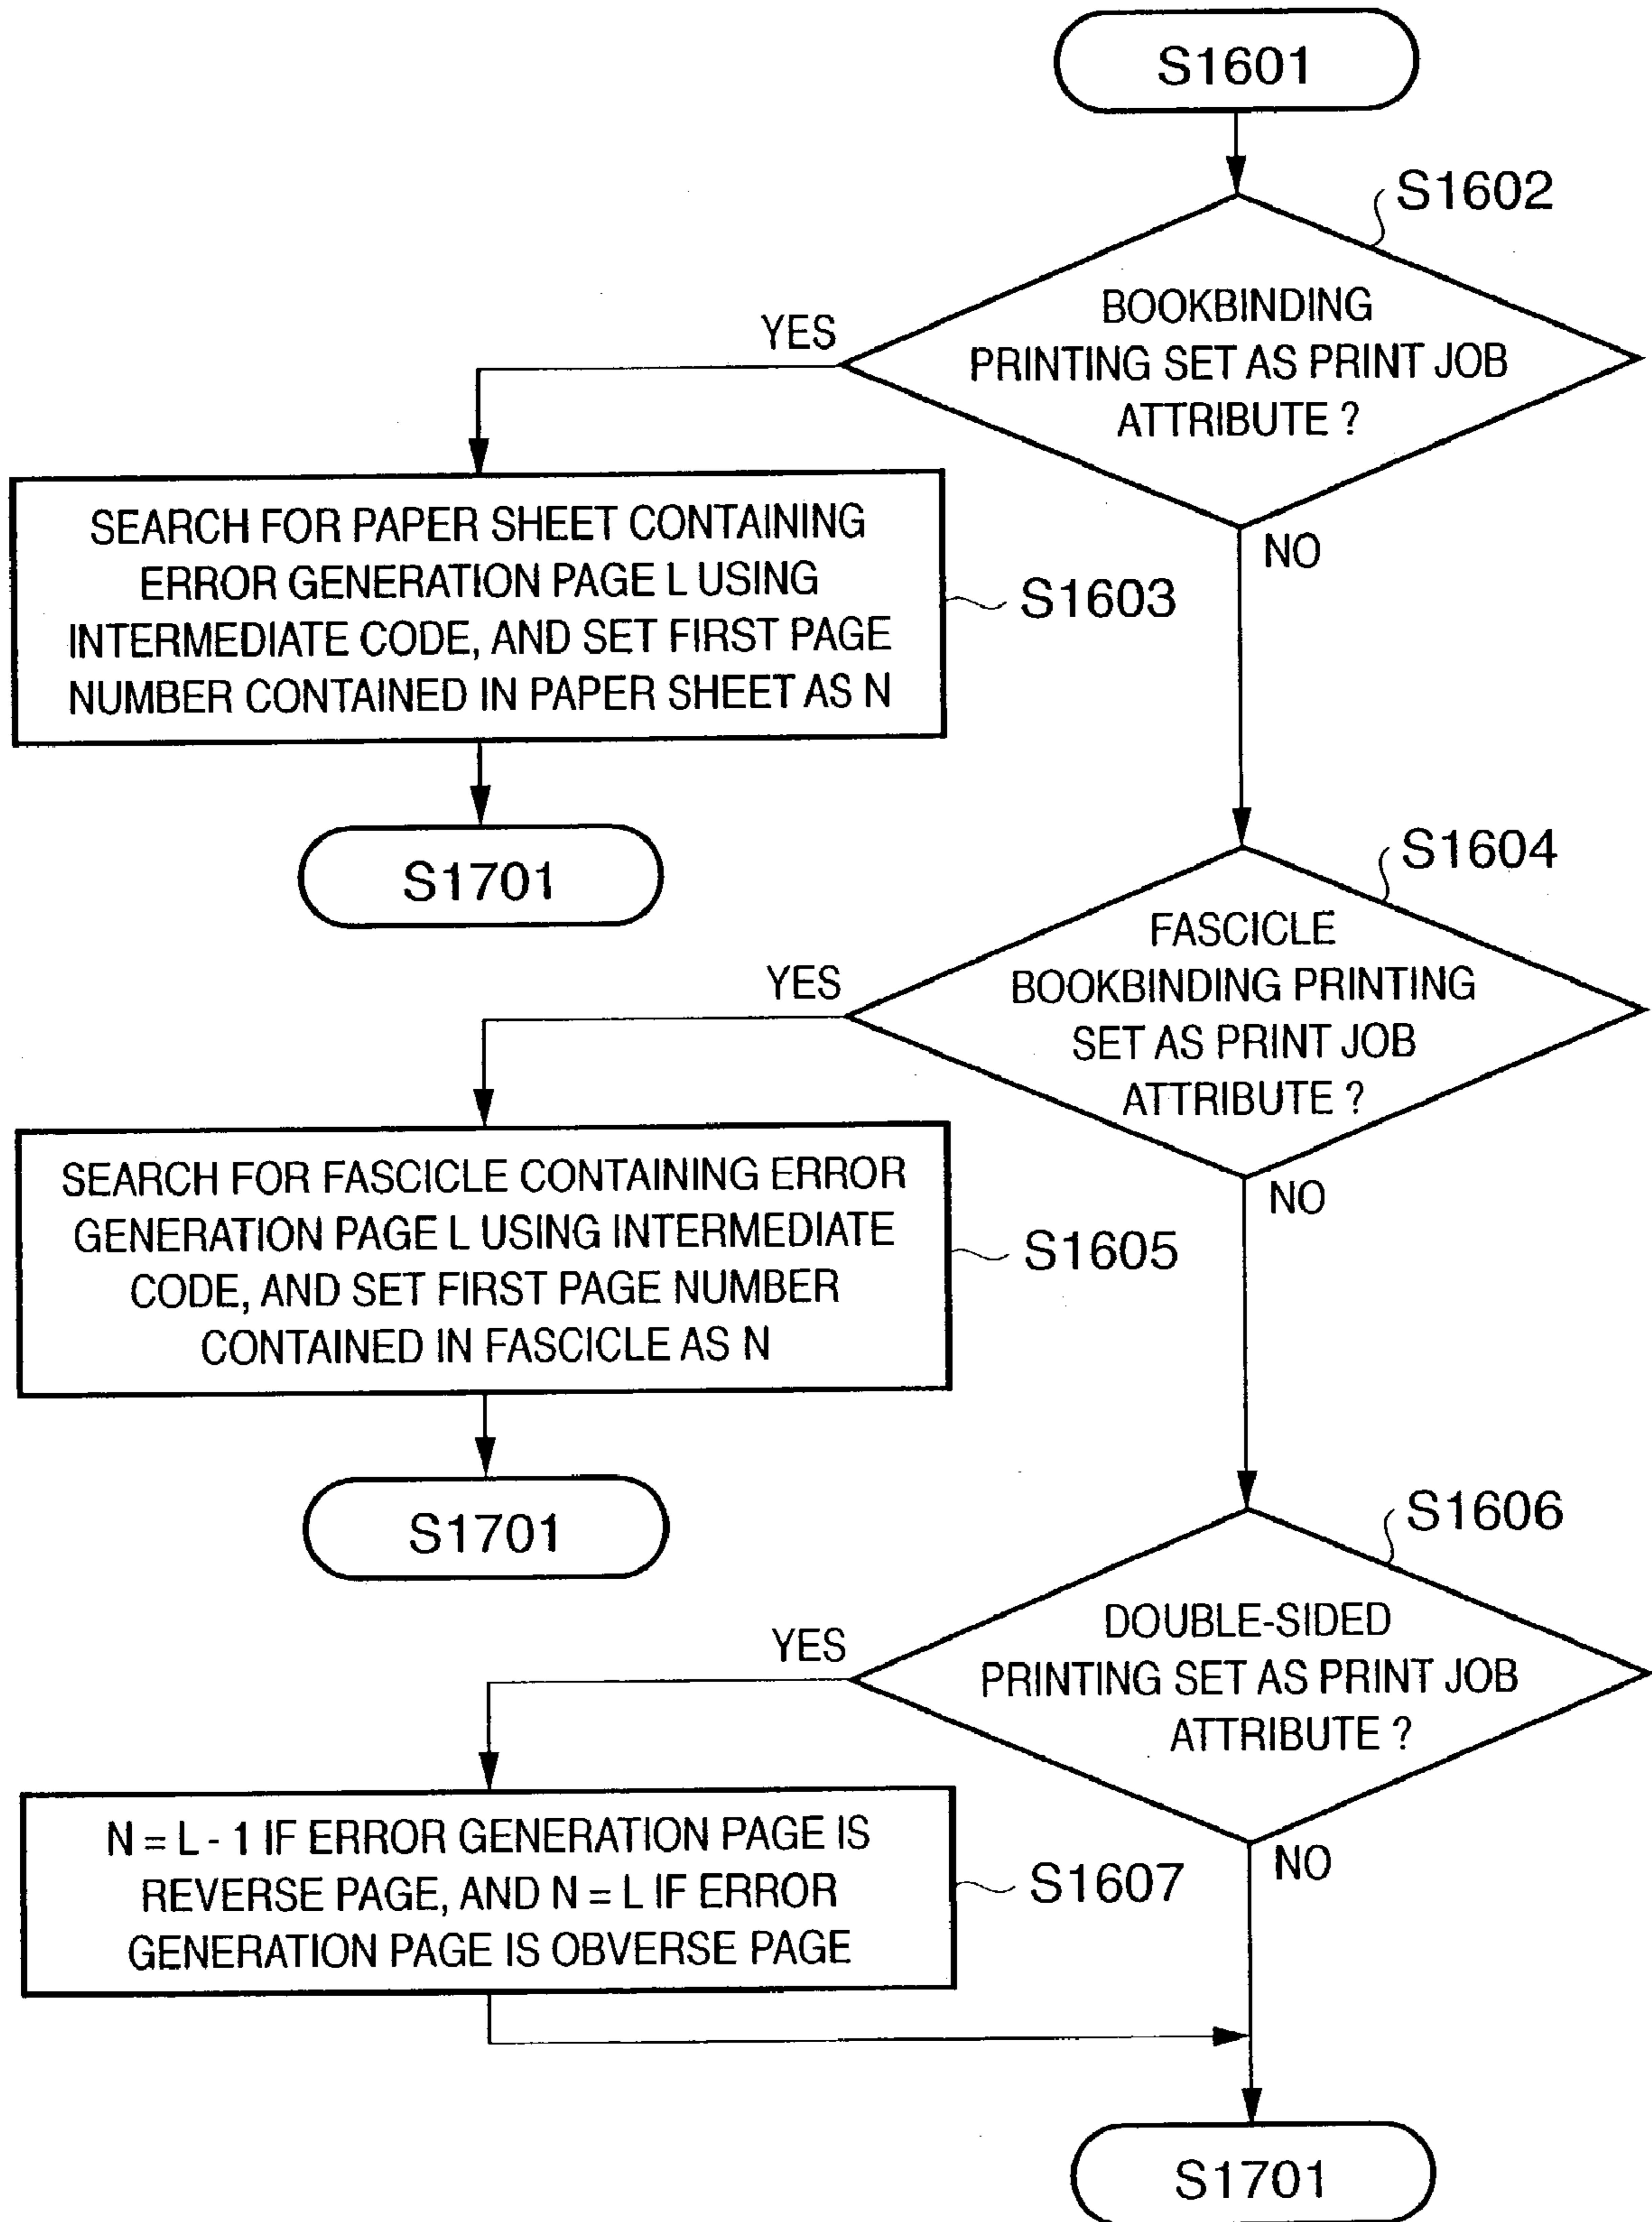 S1601
S1602
BOOKBINDING
PRINTING SET AS PRINT JOB
ATTRIBUTE ?
YES
NO
SEARCH FOR PAPER SHEET CONTAINING
ERROR GENERATION PAGE L USING
INTERMEDIATE CODE, AND SET FIRST PAGE
NUMBER CONTAINED IN PAPER SHEET AS N
S1603
S1701
S1604
FASCICLE
BOOKBINDING PRINTING
SET AS PRINT JOB
ATTRIBUTE ?
YES
NO
SEARCH FOR FASCICLE CONTAINING ERROR
GENERATION PAGE L USING INTERMEDIATE
CODE, AND SET FIRST PAGE NUMBER
CONTAINED IN FASCICLE AS N
S1605
S1701
S1606
DOUBLE-SIDED
PRINTING SET AS PRINT JOB
ATTRIBUTE ?
YES
NO
N = L - 1 IF ERROR GENERATION PAGE IS
REVERSE PAGE, AND N = L IF ERROR
GENERATION PAGE IS OBVERSE PAGE
S1607
S1701